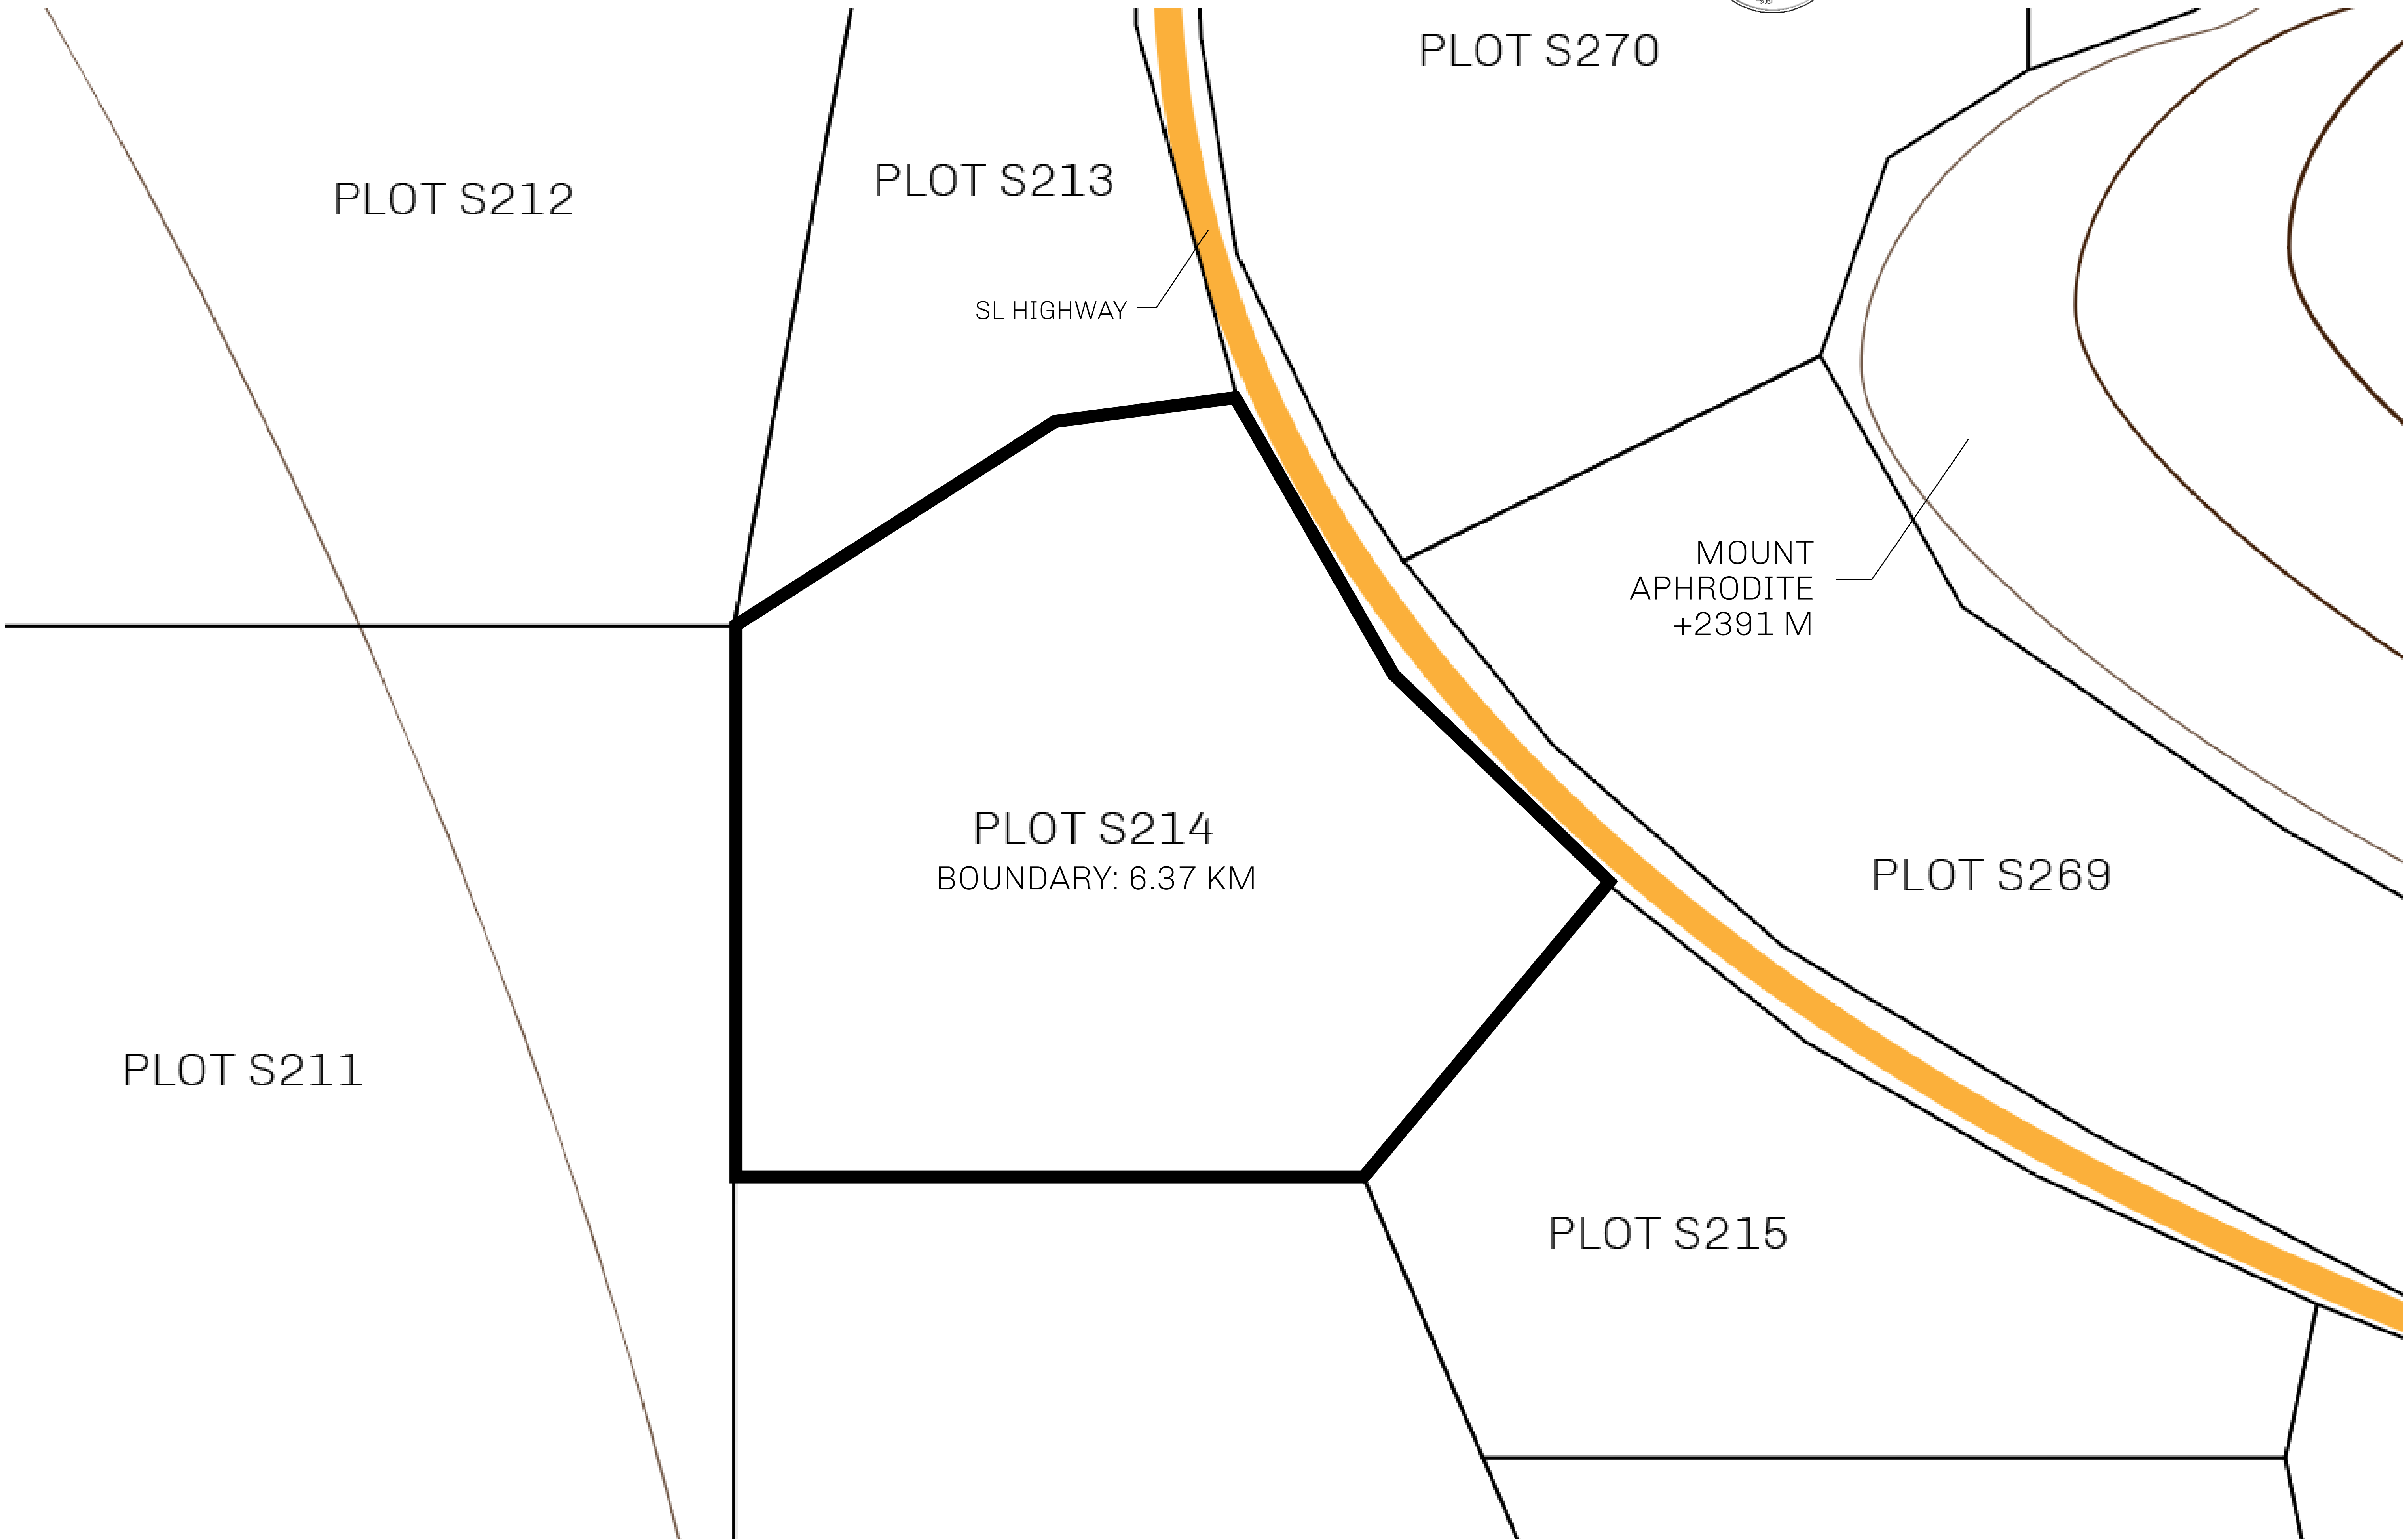 PLOT S270
PLOT S212
PLOT S213
SL HIGHWAY
MOUNT
APHRODITE
+2391 M
PLOT S214
BOUNDARY: 6.37 KM
PLOT S269
PLOT S211
PLOT S215